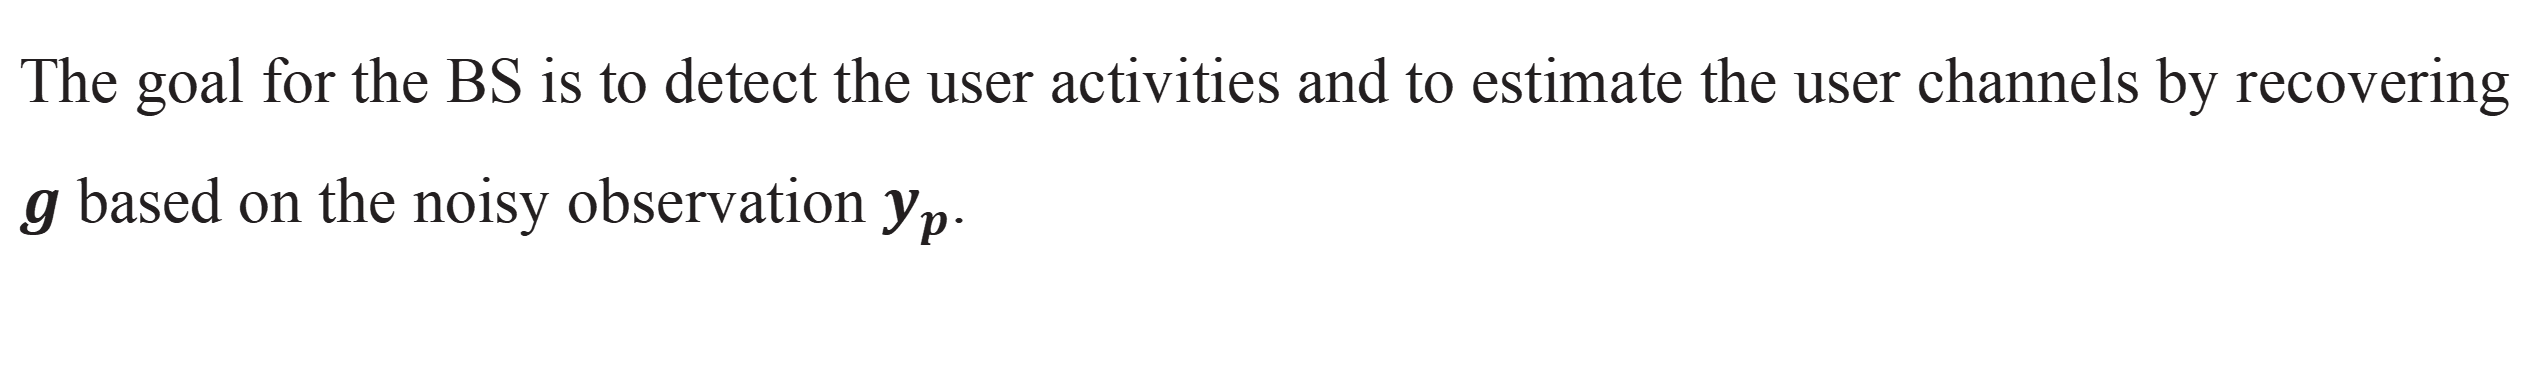 The goal for the BS is to detect the user activities and to estimate the user channels by recovering
g based on the noisy observation yₚ.